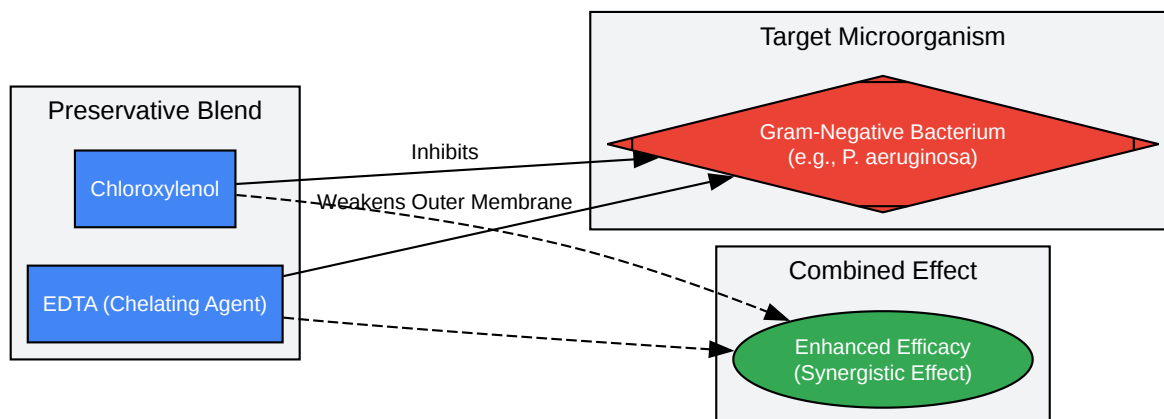 Preservative Blend
Chloroxylenol
EDTA (Chelating Agent)
Inhibits
Weakens Outer Membrane
Target Microorganism
Gram-Negative Bacterium
(e.g., P. aeruginosa)
Combined Effect
Enhanced Efficacy
(Synergistic Effect)